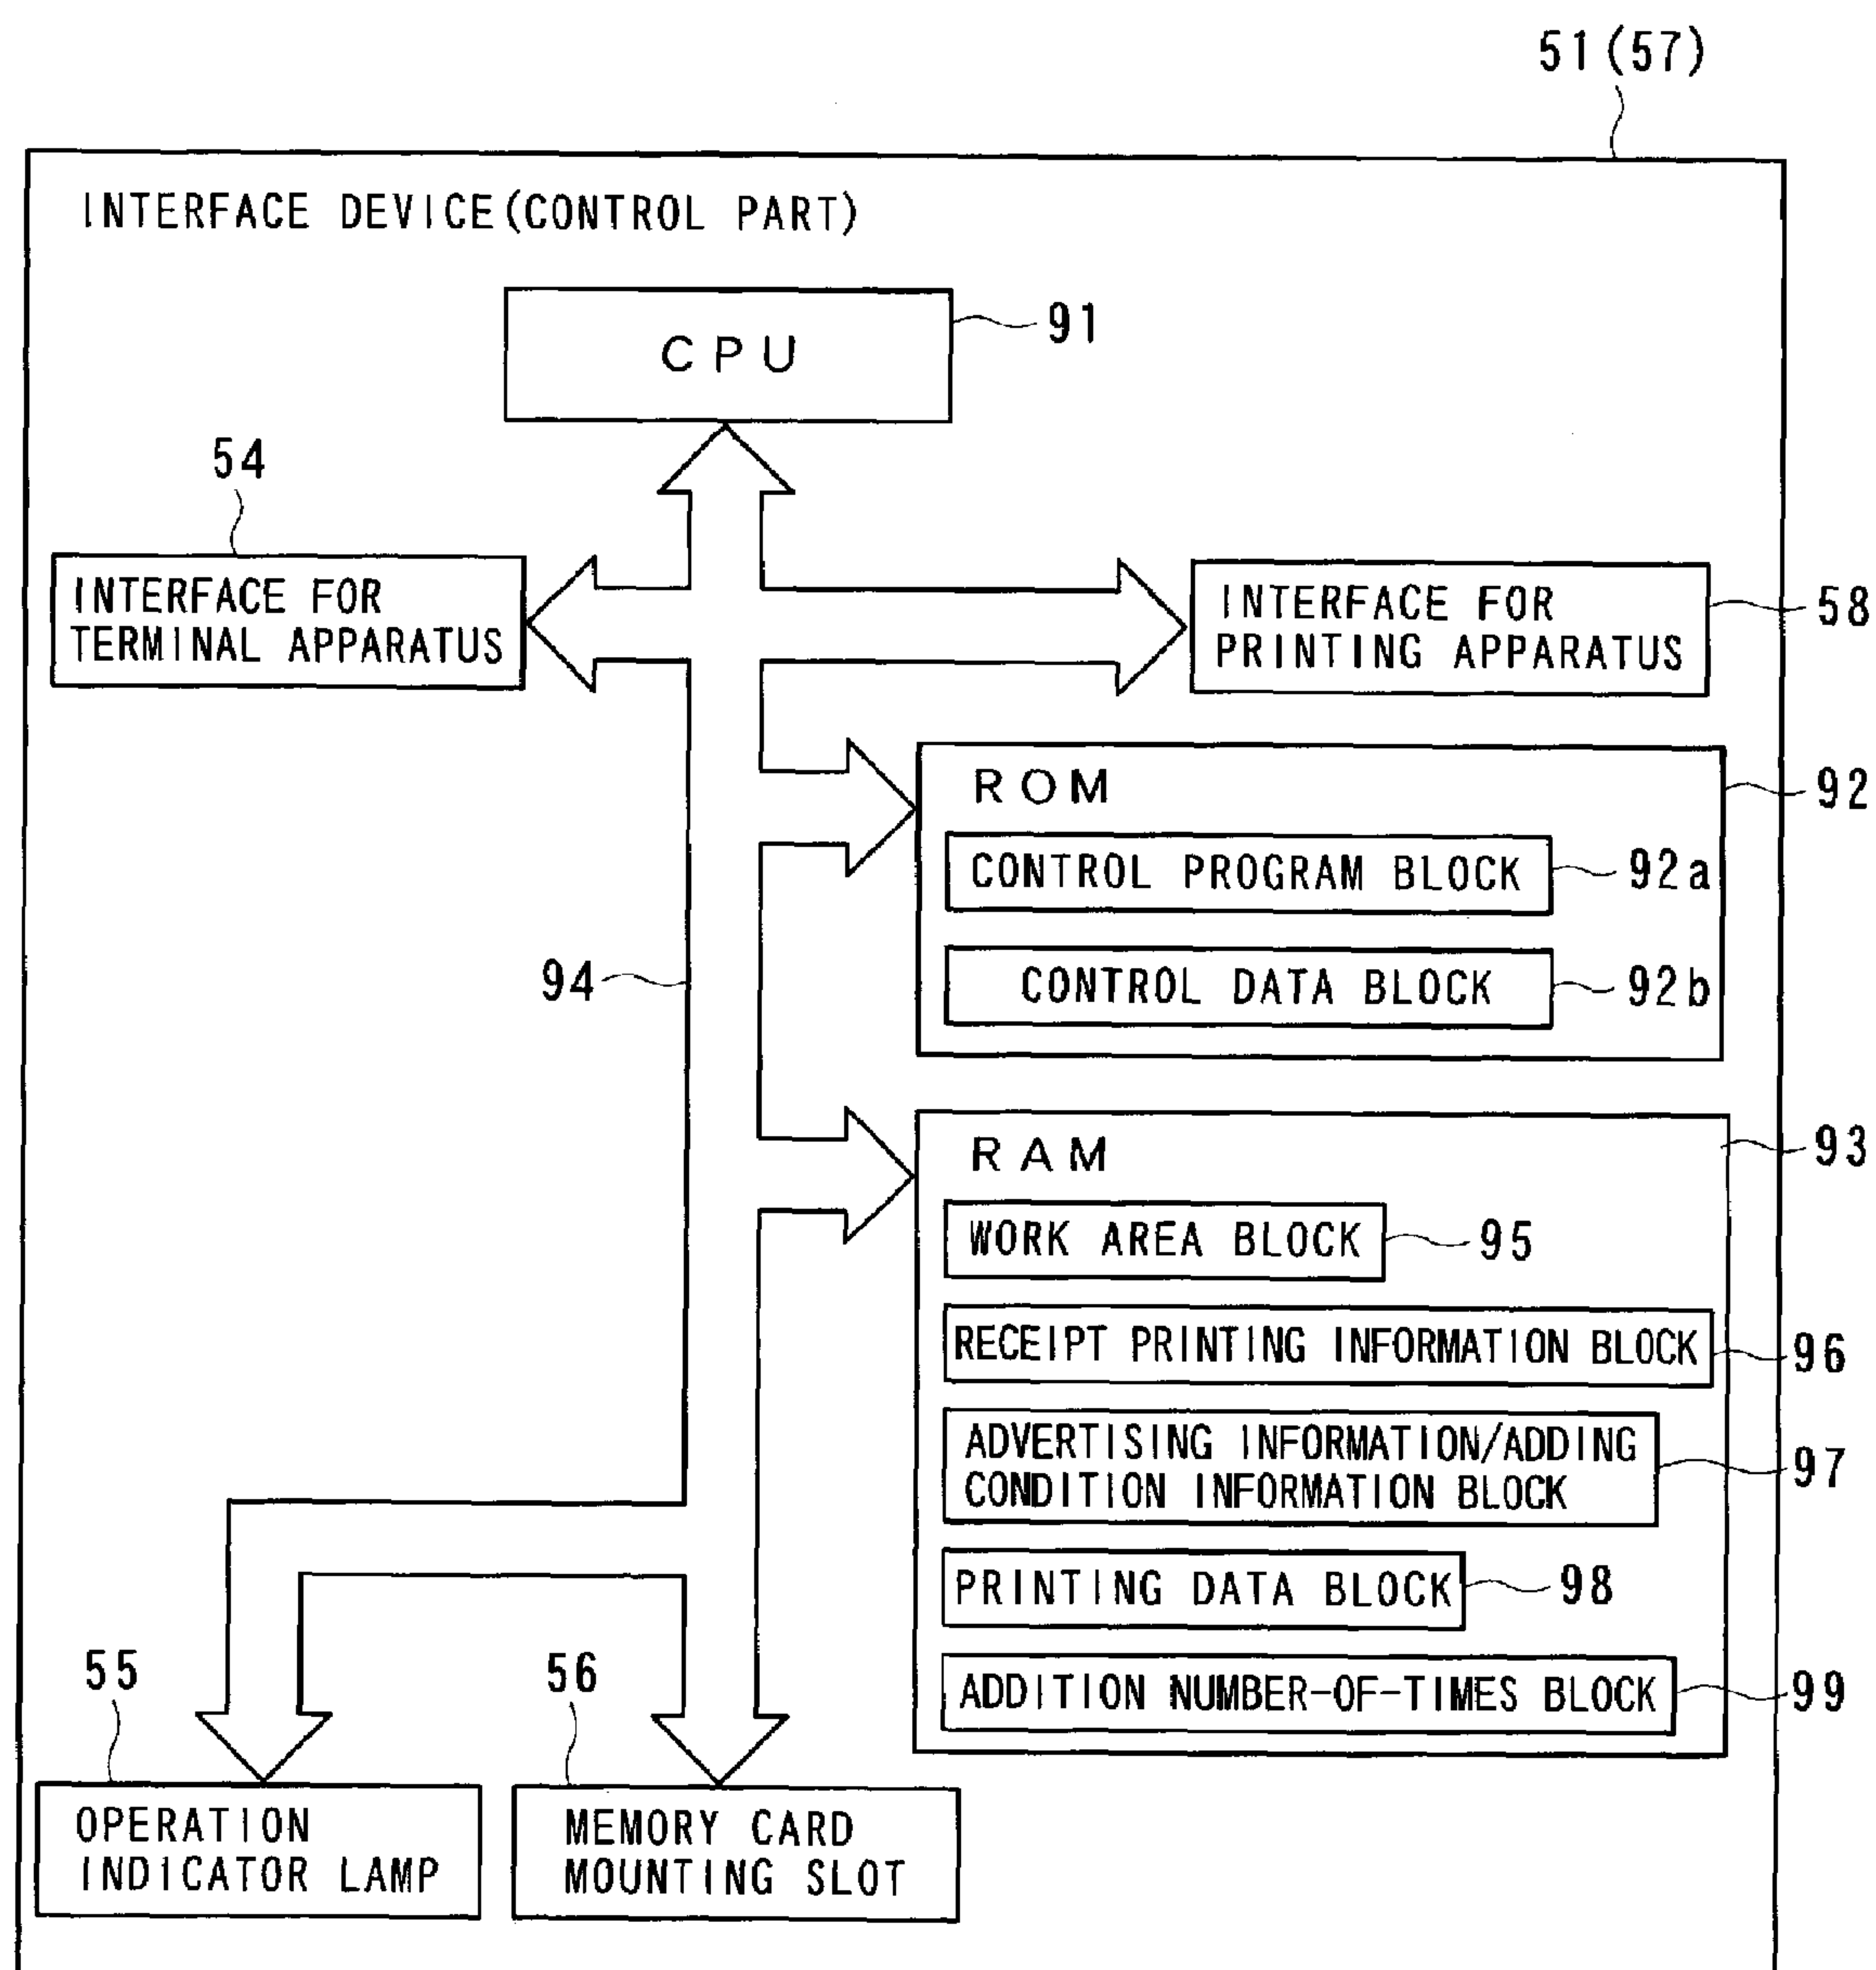 51(57)
INTERFACE DEVICE(CONTROL PART)
CPU
91
54
INTERFACE FOR
TERMINAL APPARATUS
INTERFACE FOR
PRINTING APPARATUS
58
ROM
92
CONTROL PROGRAM BLOCK
92a
CONTROL DATA BLOCK
92b
94
RAM
93
WORK AREA BLOCK
95
RECEIPT PRINTING INFORMATION BLOCK
96
ADVERTISING INFORMATION/ADDING
CONDITION INFORMATION BLOCK
97
PRINTING DATA BLOCK
98
ADDITION NUMBER-OF-TIMES BLOCK
99
55
56
OPERATION
INDICATOR LAMP
MEMORY CARD
MOUNTING SLOT